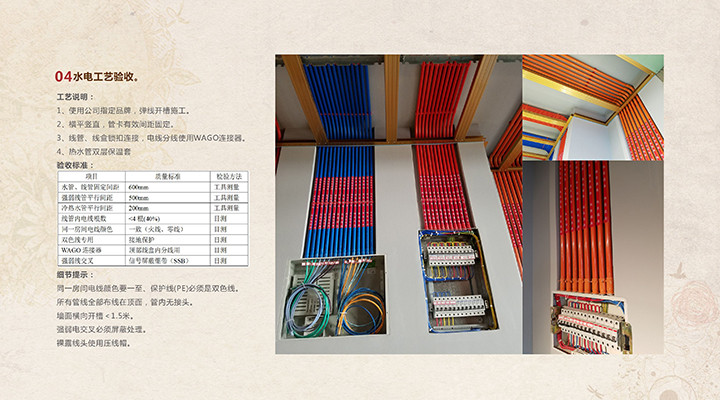 04水电工艺验收。
工艺说明：
1、使用公司指定品牌，弹线开槽施工。
2、横平竖直，管卡有效间距固定。
3、线管、线盒锁扣连接，电线分线使用WAGO连接器。
4、热水管双层保温套
验收标准：
项目 质量标准 检验方法
水管、线管固定间距 600mm 工具测量
强弱线管平行间距 500mm 工具测量
冷热水管平行间距 200mm 工具测量
线管内电线根数 <4根(40%) 目测
同一房间电线颜色 一致（火线、零线） 目测
双色线专用 接地保护 目测
WAGO 连接器 顶部线盒内分线用 目测
强弱线交叉 信号屏蔽锡箔（SSB） 目测
细节提示：
同一房间电线颜色要一至、保护线(PE)必须是双色线。
所有管线全部布线在顶面，管内无接头。
墙面横向开槽＜1.5米。
强弱电交叉必须屏蔽处理。
裸露线头使用压线帽。